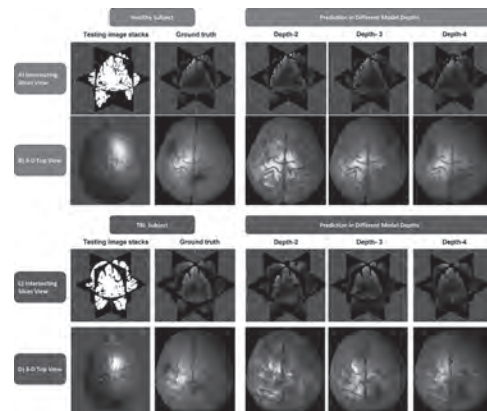 Healthy Subject
Prediction in Different Model Depths
Testing image stacks
Ground truth
Depth-2
Depth- 3
Depth-4
A) Intersecting
Slices View
B) 3-D Top View
TBI Subject
Prediction in Different Model Depths
Testing image stacks
Ground truth
Depth-2
Depth- 3
Depth-4
C) Intersecting
Slices View
D) 3-D Top View